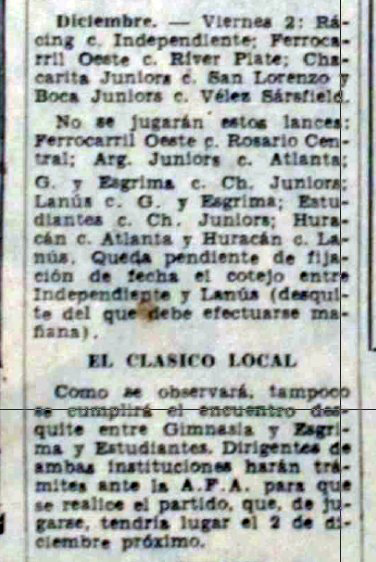 Diciembre. — Viernes 2: Rá-
cing c. Independiente; Ferroca-
rril Oeste c. River Plate; Cha-
carita Juniors c. San Lorenzo y
Boca Juniors c. Vélez Sársfield.
No se jugarán estos lances:
Ferrocarril Oeste c. Rosario Cen-
tral; Arg. Juniors c. Atlanta;
G. y Esgrima c. Ch. Juniors;
Lanús c. G. y Esgrima; Estu-
diantes c. Ch. Juniors; Hura-
cán c. Atlanta y Huracán c. La-
nús. Queda pendiente de fija-
ción de fecha el cotejo entre
Independiente y Lanús (desqui-
te del que debe efectuarse ma-
ñana).
EL CLASICO LOCAL
Como se observará, tampoco
se cumplirá el encuentro des-
quite entre Gimnasia y Esgri-
ma y Estudiantes. Dirigentes de
ambas instituciones harán trá-
mites ante la A.F.A. para que
se realice el partido, que, de ju-
garse, tendría lugar el 2 de di-
ciembre próximo.